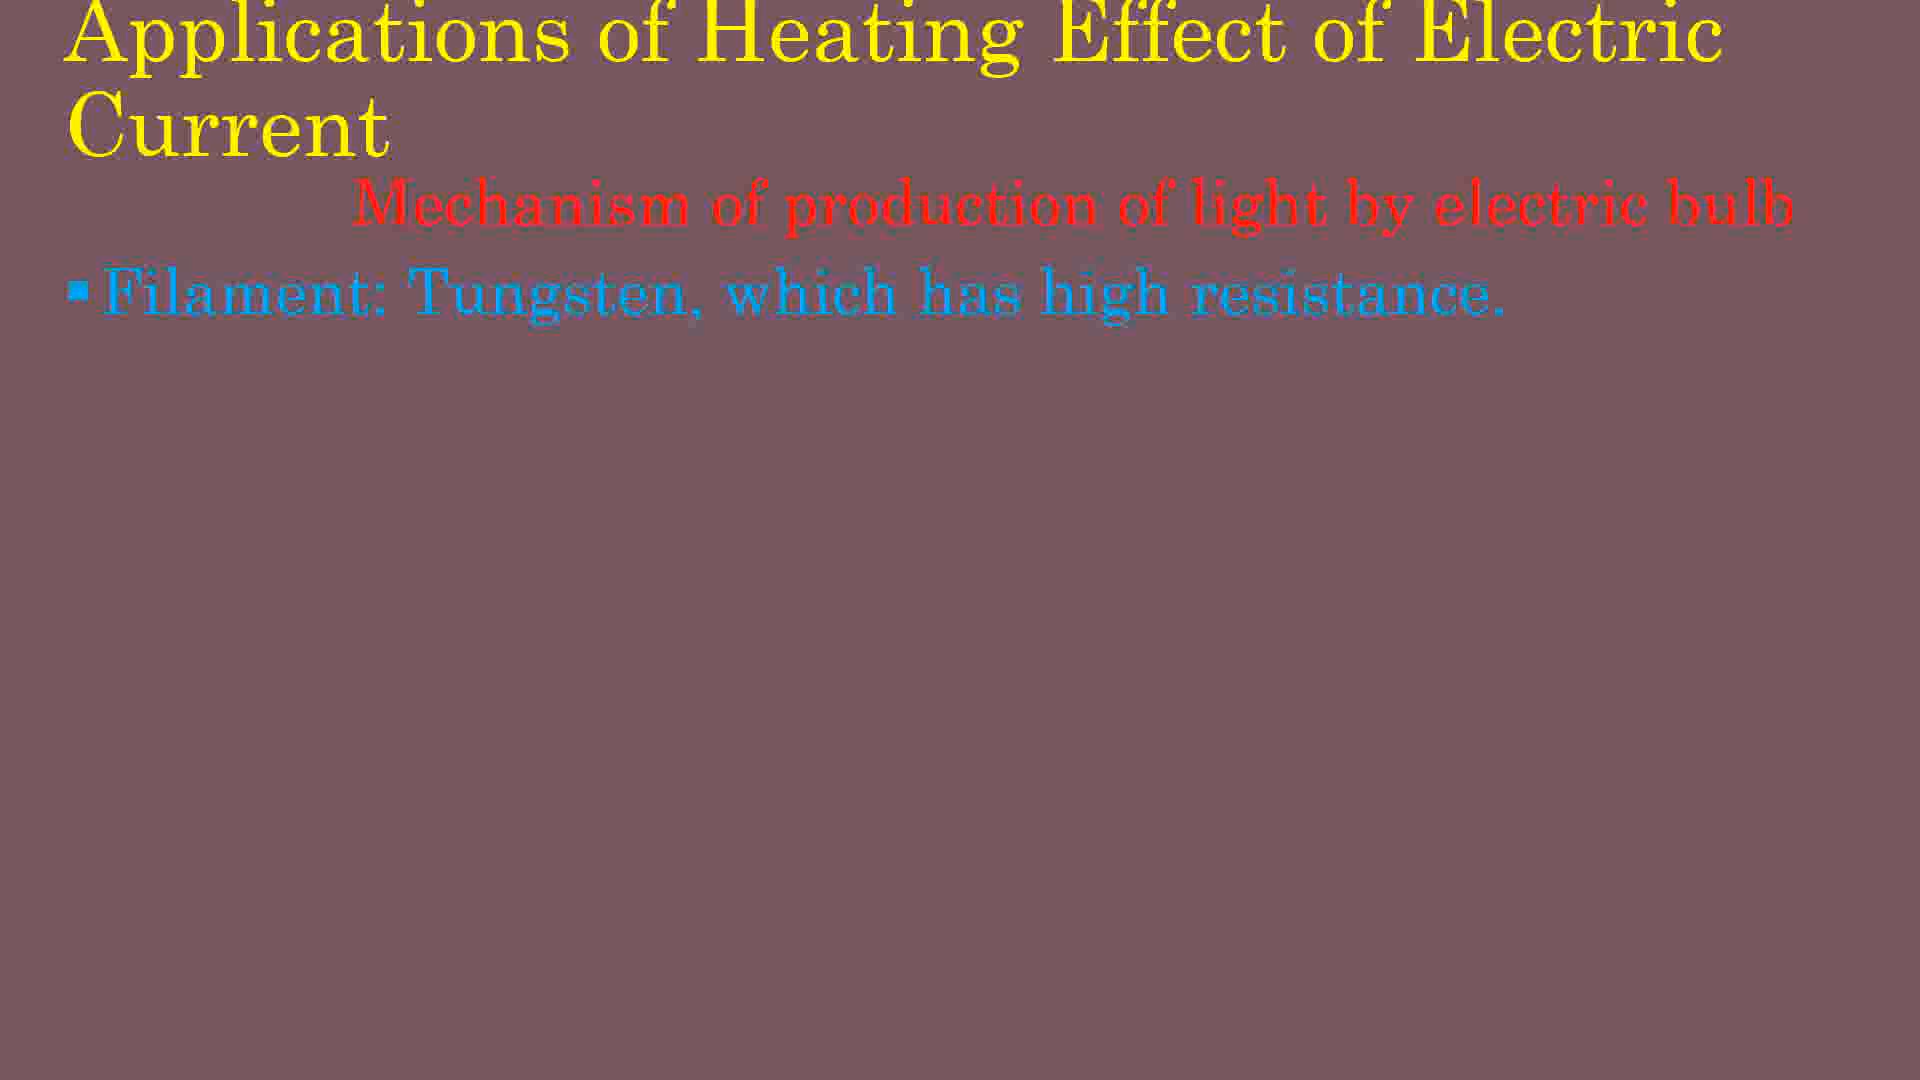 Applications of Heating Effect of Electric
Current
Mechanism of production of light by electric bulb
▪ Filament: Tungsten, which has high resistance.